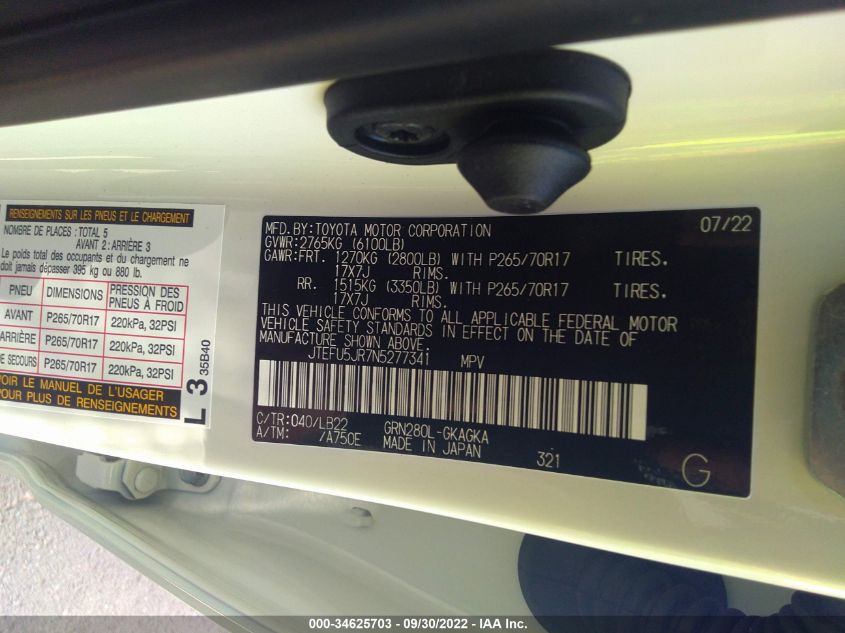 RENSEIGNEMENTS SUR LES PNEUS ET LE CHARGEMENT
NOMBRE DE PLACES: TOTAL 5
AVANT 2: ARRIÈRE 3
Le poids total des occupants et du chargement ne
doit jamais dépasser 395 kg ou 880 lb.
PNEU DIMENSIONS PRESSION DES PNEUS À FROID
AVANT P265/70R17 220kPa, 32PSI
ARRIÈRE P265/70R17 220kPa, 32PSI
DE SECOURS P265/70R17 220kPa, 32PSI
VOIR LE MANUEL DE L'USAGER
POUR PLUS DE RENSEIGNEMENTS
L 3 35B40
MFD.BY:TOYOTA MOTOR CORPORATION 07/22
GVWR:2765KG (6100LB)
GAWR:FRT. 1270KG (2800LB) WITH P265/70R17 TIRES.
17X7J RIMS.
RR. 1515KG (3350LB) WITH P265/70R17 TIRES.
17X7J RIMS.
THIS VEHICLE CONFORMS TO ALL APPLICABLE FEDERAL MOTOR
VEHICLE SAFETY STANDARDS IN EFFECT ON THE DATE OF
MANUFACTURE SHOWN ABOVE.
JTEFU5JR7N5277341 MPV
C/TR:040/LB22 GRN280L-GKAGKA
A/TM: /A750E MADE IN JAPAN 321 G
000-34625703 - 09/30/2022 - IAA Inc.